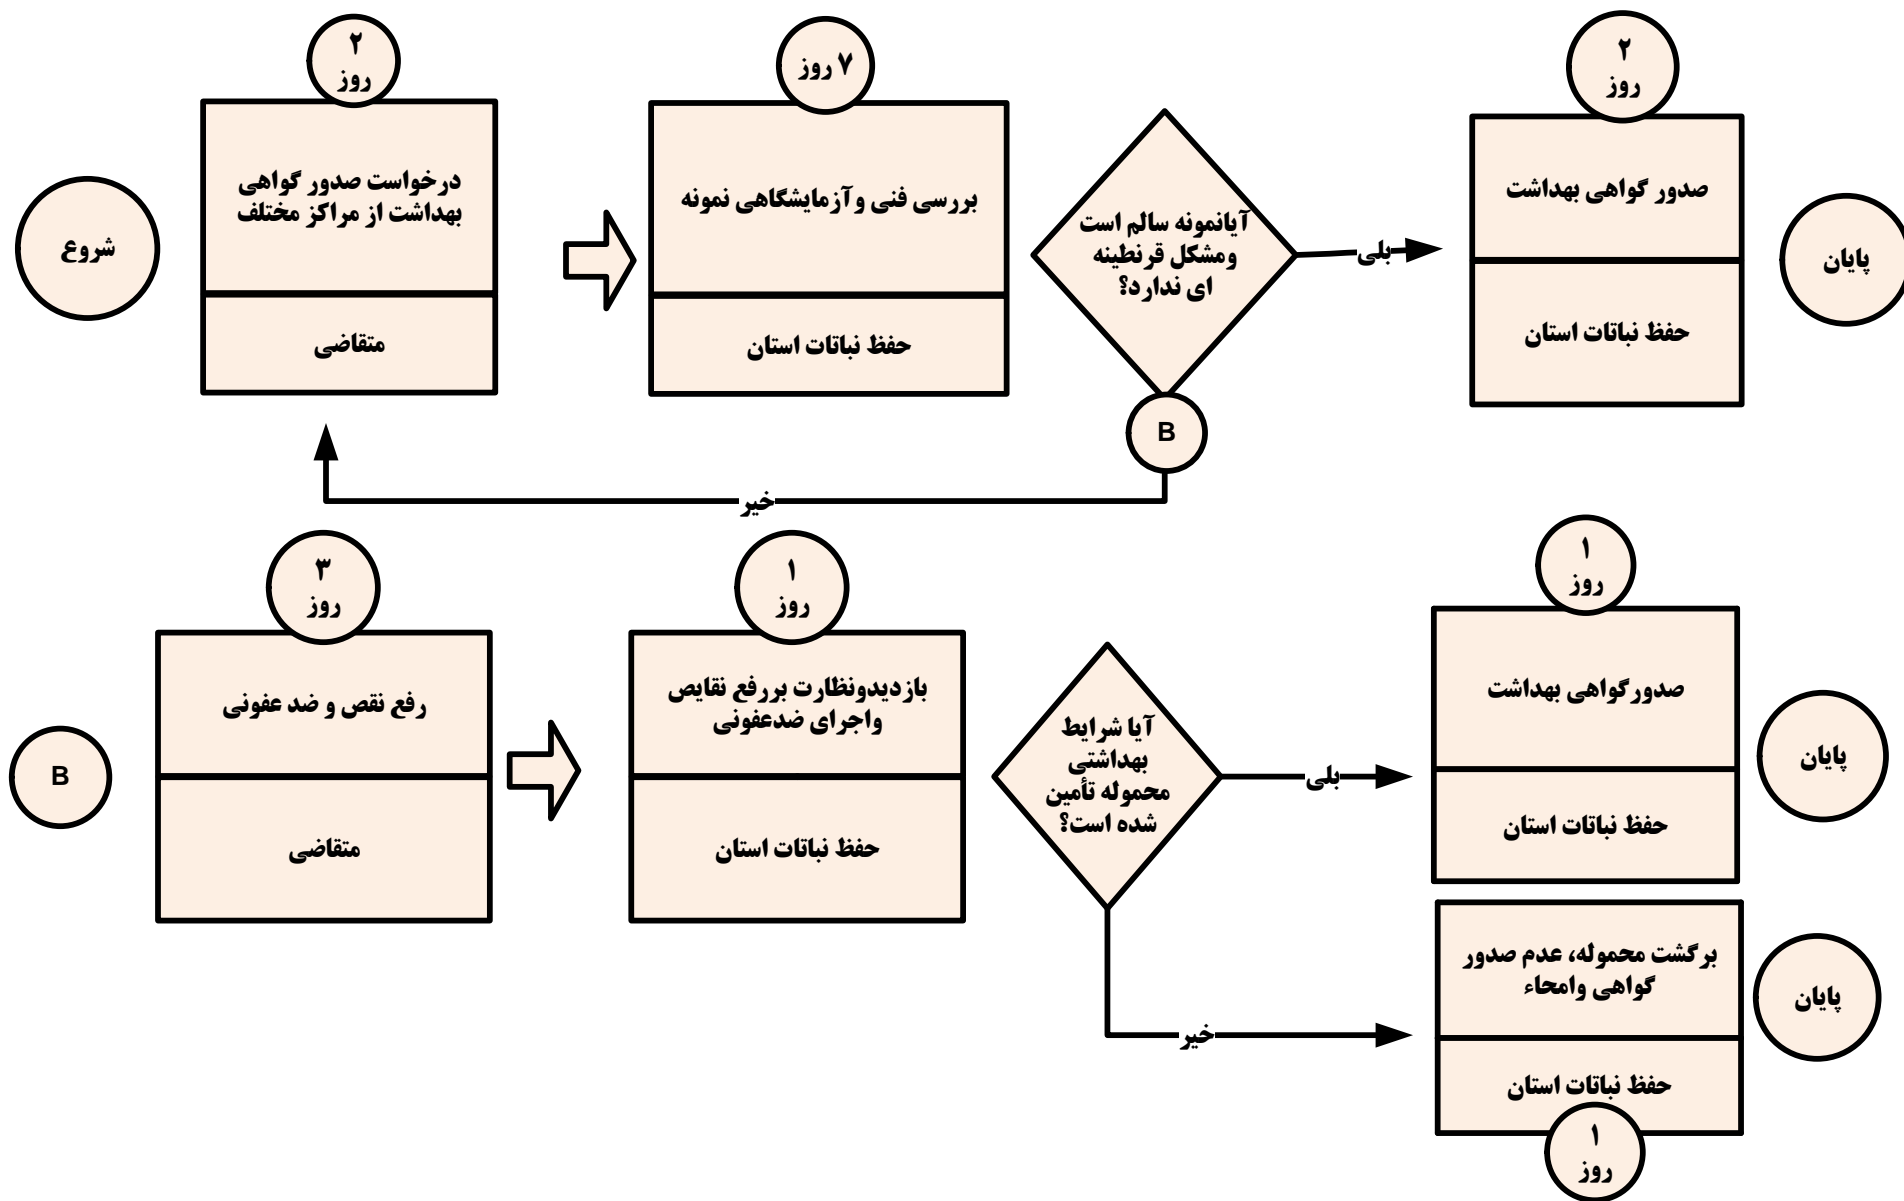 شروع
۲
روز
درخواست صدور گواهی
بهداشت از مراکز مختلف
متقاضی
۷ روز
بررسی فنی وآزمایشگاهی نمونه
حفظ نباتات استان
آیانمونه سالم است
ومشکل قرنطینه
ای ندارد؟
بلی
۲
روز
صدور گواهی بهداشت
حفظ نباتات استان
پایان
B
خیر
B
۳
روز
رفع نقص و ضد عفونی
متقاضی
۱
روز
بازدیدونظارت بررفع نقایص
واجرای ضدعفونی
حفظ نباتات استان
آیا شرایط
بهداشتی
محموله تأمین
شده است؟
بلی
۱
روز
صدورگواهی بهداشت
حفظ نباتات استان
پایان
خیر
برگشت محموله، عدم صدور
گواهی وامحاء
حفظ نباتات استان
۱
روز
پایان